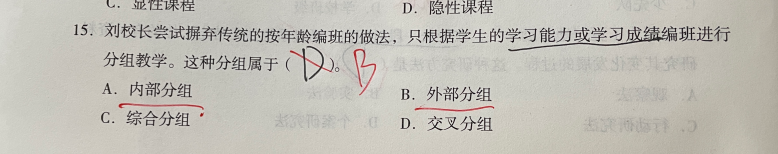 C. 显性课程 D. 隐性课程
15. 刘校长尝试摒弃传统的按年龄编班的做法，只根据学生的学习能力或学习成绩编班进行
分组教学。这种分组属于（ D ）。B
A. 内部分组 B. 外部分组
C. 综合分组 D. 交叉分组